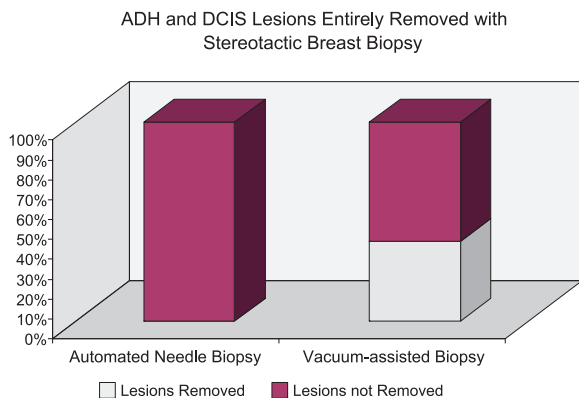 ADH and DCIS Lesions Entirely Removed with
Stereotactic Breast Biopsy
100%
90%
80%
70%
60%
50%
40%
30%
20%
10%
0%
Automated Needle Biopsy Vacuum-assisted Biopsy
Lesions Removed Lesions not Removed